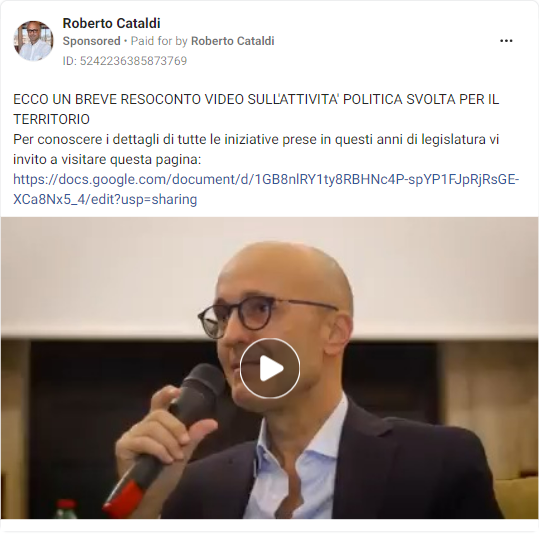 Roberto Cataldi
Sponsored • Paid for by Roberto Cataldi
ID: 5242236385873769
ECCO UN BREVE RESOCONTO VIDEO SULL'ATTIVITA' POLITICA SVOLTA PER IL
TERRITORIO
Per conoscere i dettagli di tutte le iniziative prese in questi anni di legislatura vi
invito a visitare questa pagina:
https://docs.google.com/document/d/1GB8nlRY1ty8RBHNc4P-spYP1FJpRjRsGE-
XCa8Nx5_4/edit?usp=sharing